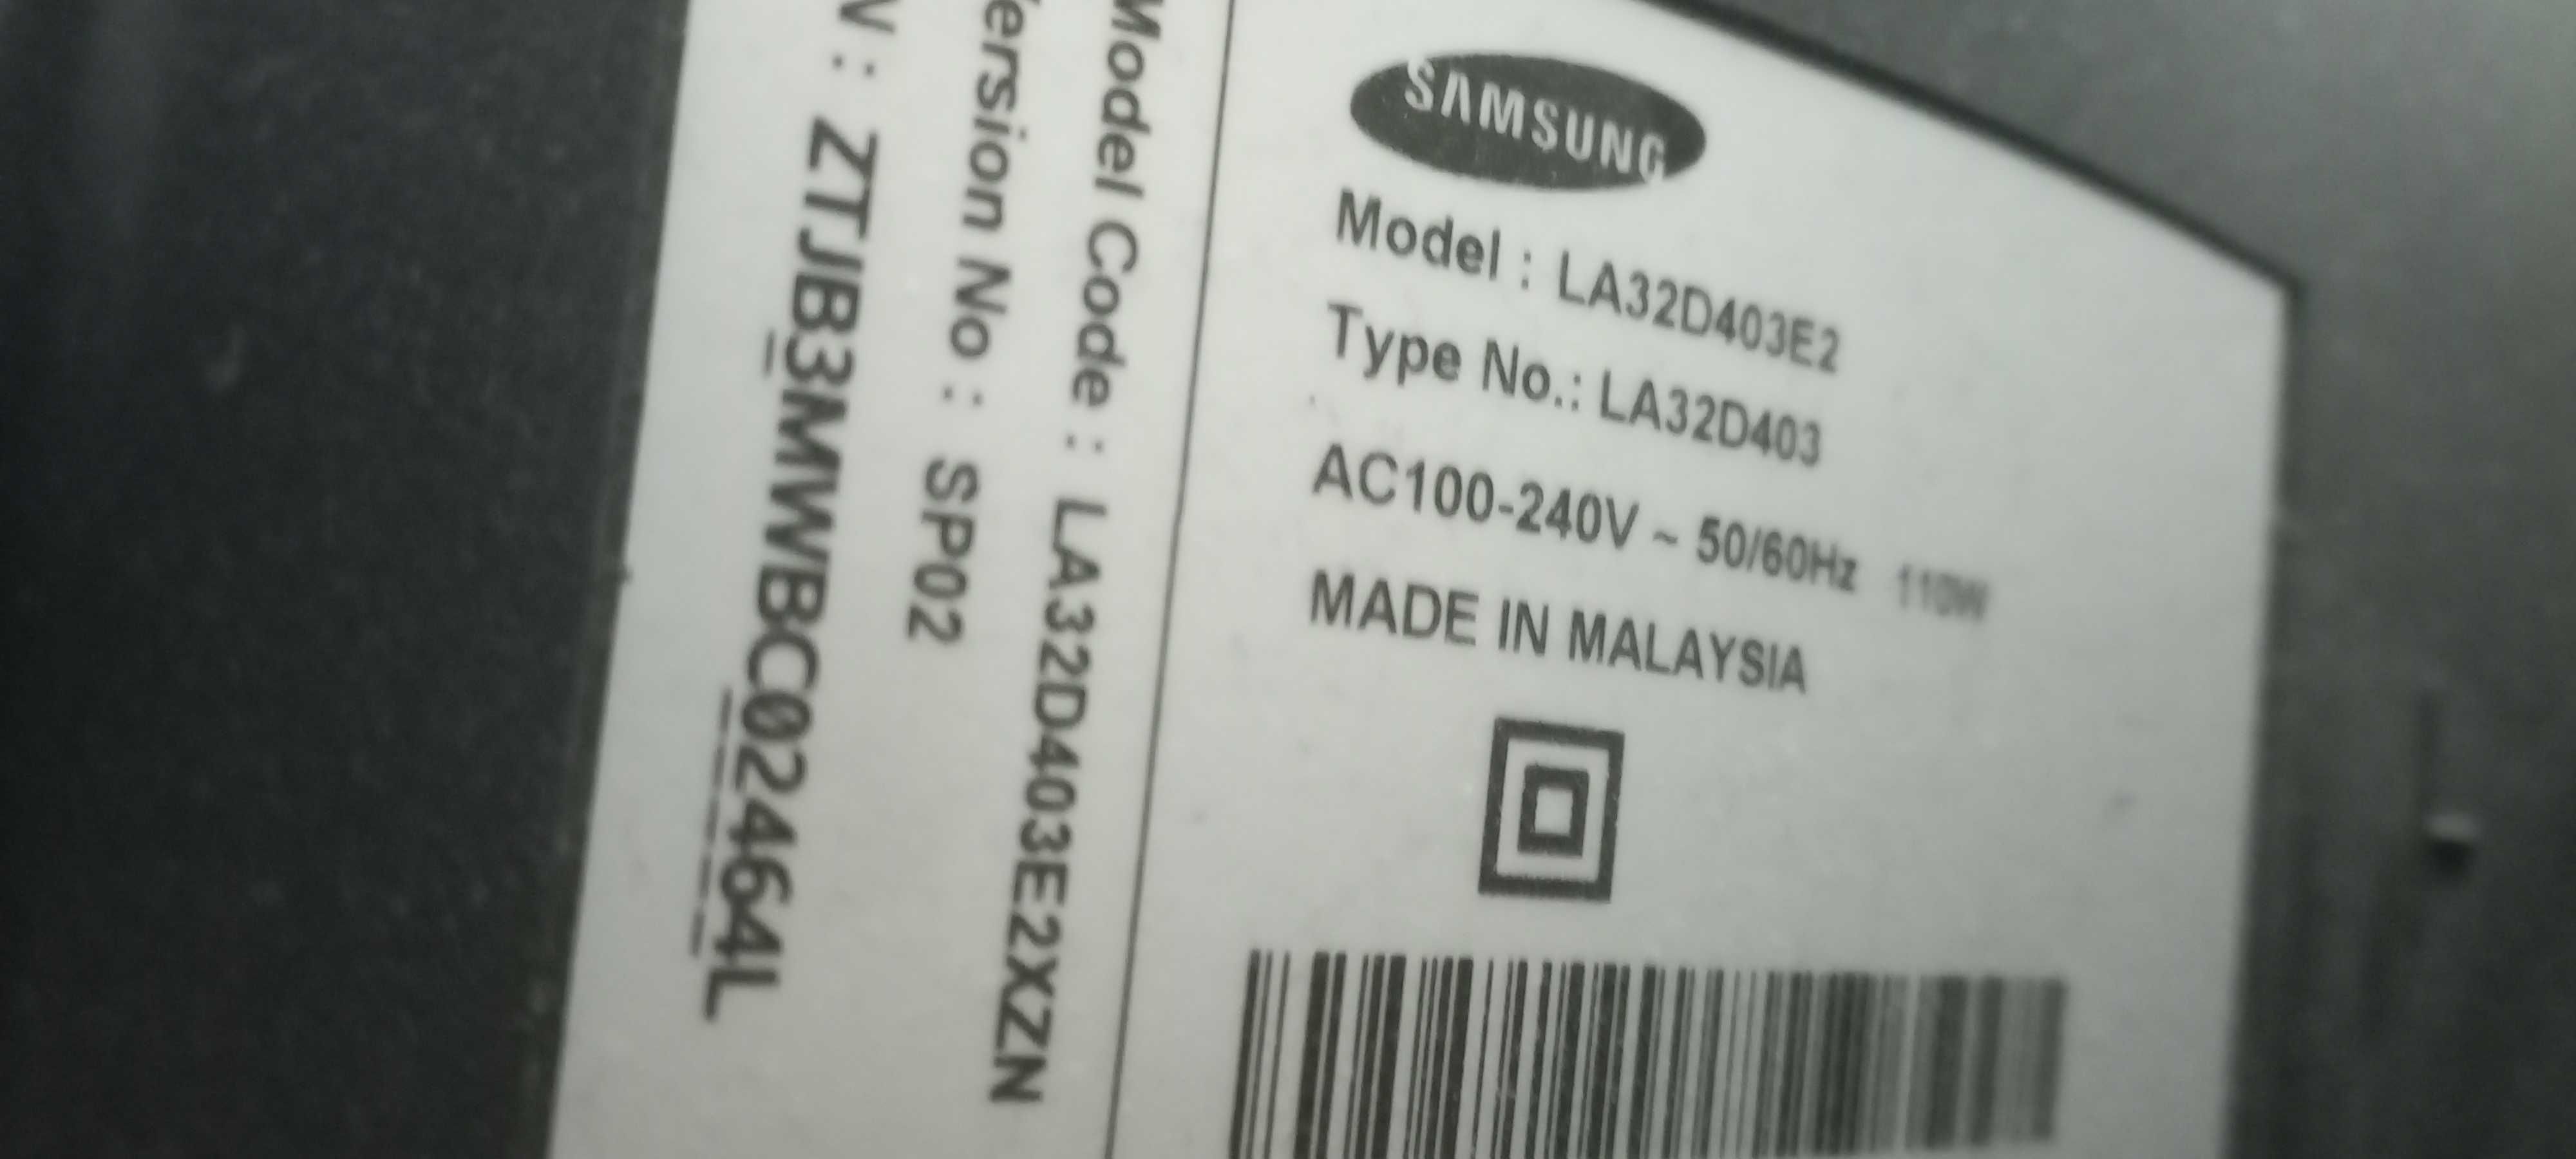 SAMSUNG
Model : LA32D403E2
Type No.: LA32D403
AC100-240V ~ 50/60Hz 110W
MADE IN MALAYSIA
Model Code : LA32D403E2XZN
ersion No : SP02
N : ZTJB3MWBC02464L